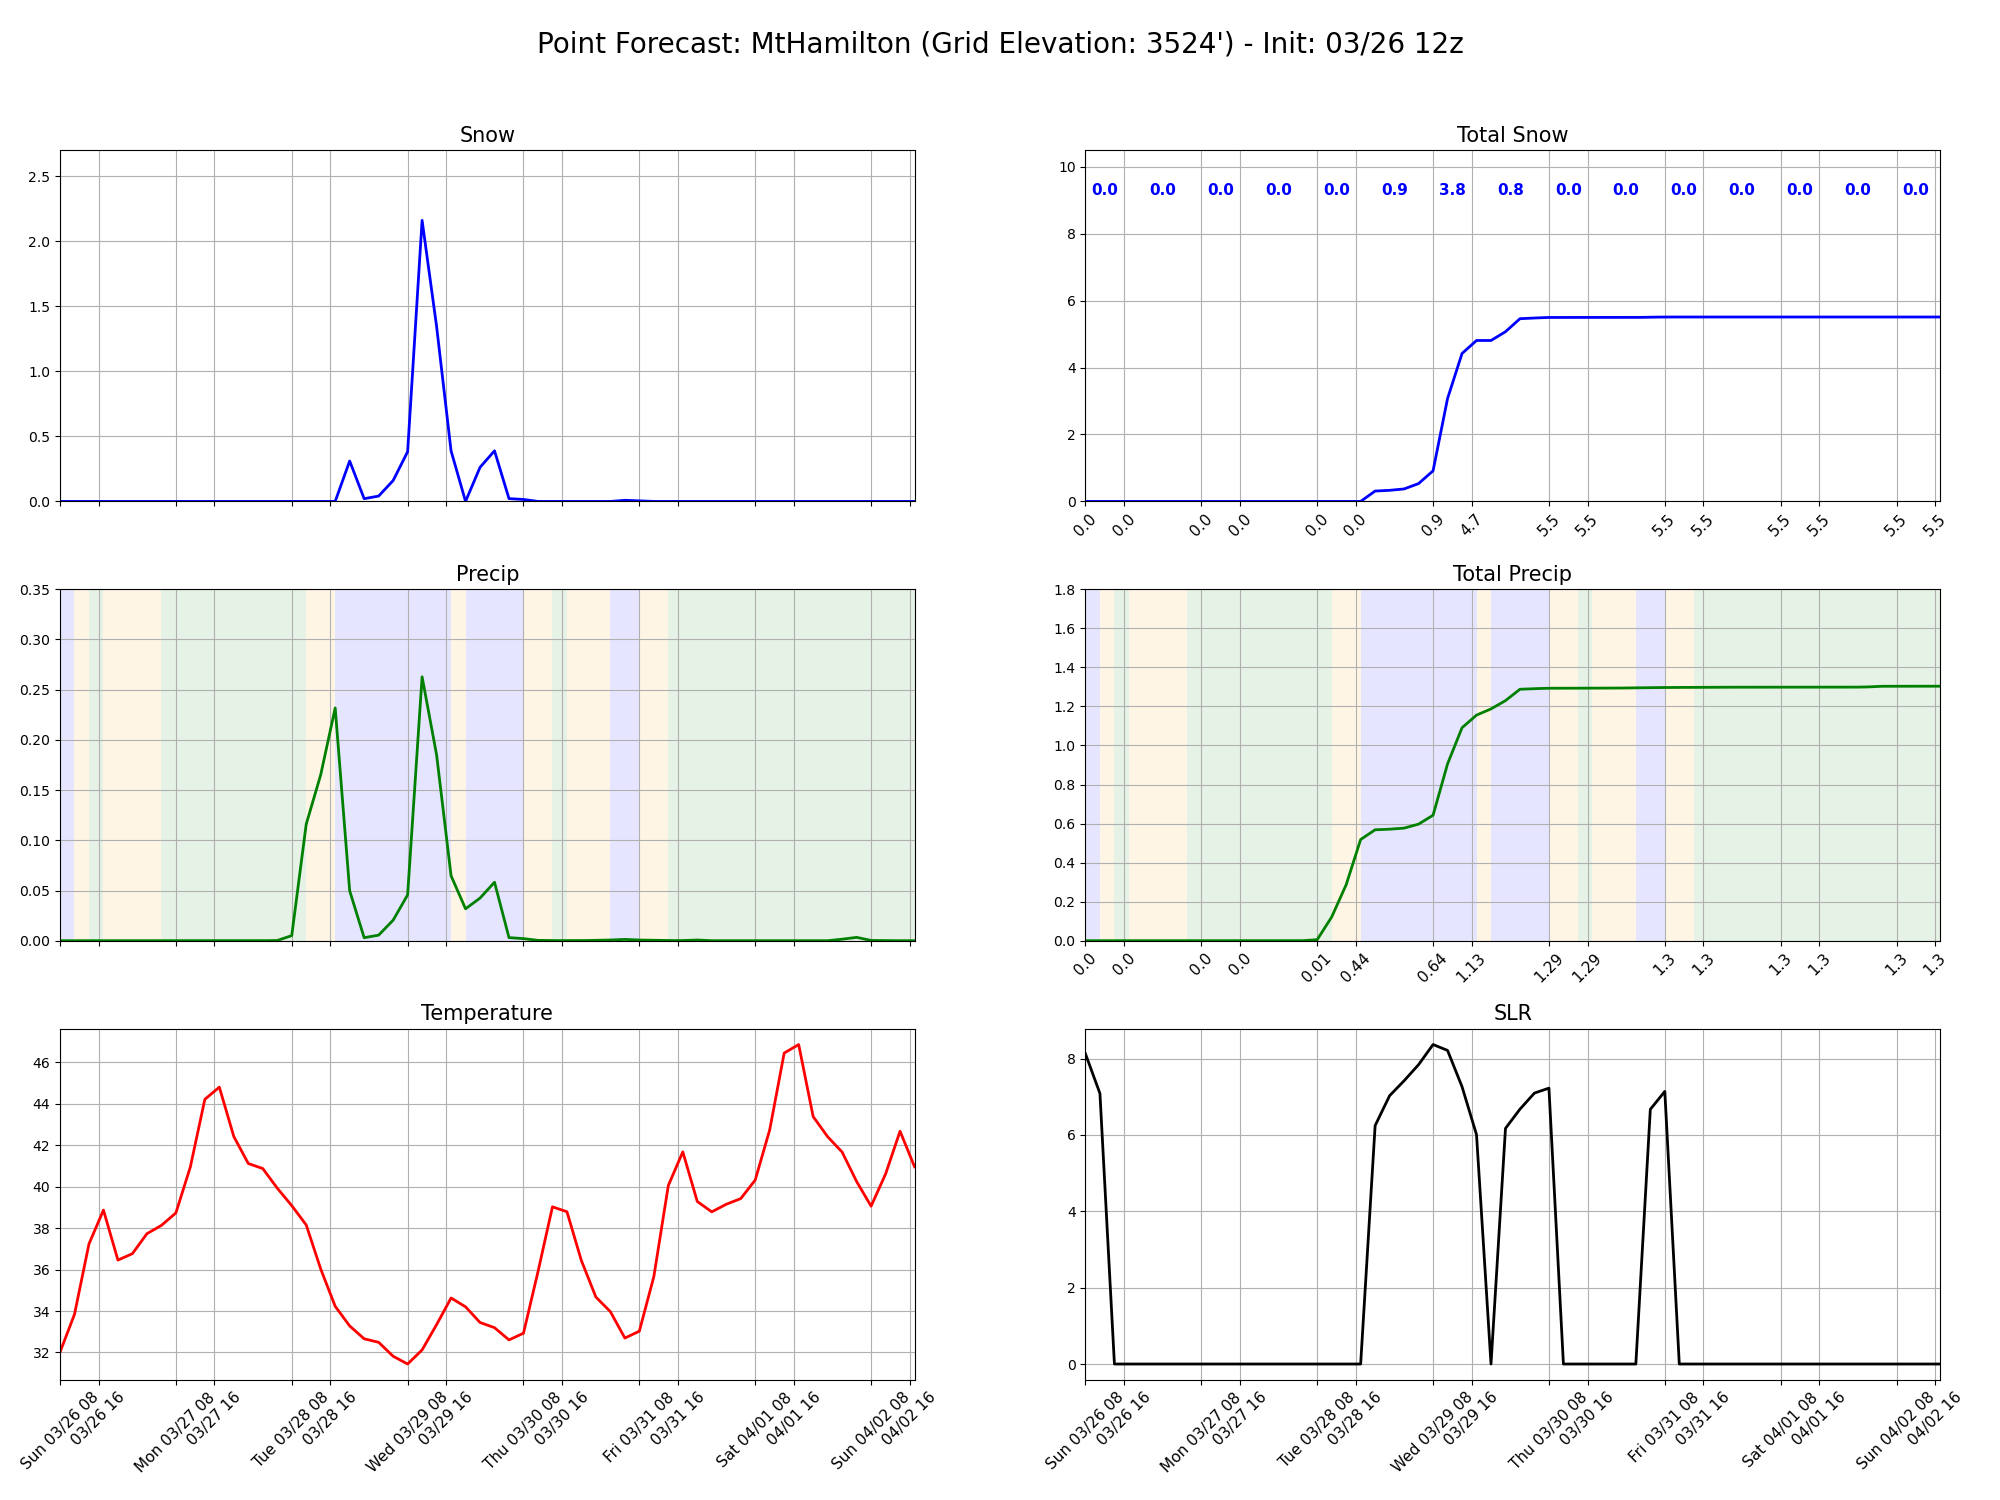 Point Forecast: MtHamilton (Grid Elevation: 3524') - Init: 03/26 12z
Snow
2.5
2.0
1.5
1.0
0.5
0.0
Total Snow
10
8
6
4
2
0
0.0 0.0 0.0 0.0 0.0 0.9 3.8 0.8 0.0 0.0 0.0 0.0 0.0 0.0 0.0
0.0 0.0 0.0 0.0 0.0 0.0 0.9 4.7 5.5 5.5 5.5 5.5 5.5 5.5 5.5 5.5
Precip
0.35
0.30
0.25
0.20
0.15
0.10
0.05
0.00
Total Precip
1.8
1.6
1.4
1.2
1.0
0.8
0.6
0.4
0.2
0.0
0.0 0.0 0.0 0.0 0.01 0.44 0.64 1.13 1.29 1.29 1.3 1.3 1.3 1.3 1.3 1.3
Temperature
46
44
42
40
38
36
34
32
Sun 03/26 08
03/26 16
Mon 03/27 08
03/27 16
Tue 03/28 08
03/28 16
Wed 03/29 08
03/29 16
Thu 03/30 08
03/30 16
Fri 03/31 08
03/31 16
Sat 04/01 08
04/01 16
Sun 04/02 08
04/02 16
SLR
8
6
4
2
0
Sun 03/26 08
03/26 16
Mon 03/27 08
03/27 16
Tue 03/28 08
03/28 16
Wed 03/29 08
03/29 16
Thu 03/30 08
03/30 16
Fri 03/31 08
03/31 16
Sat 04/01 08
04/01 16
Sun 04/02 08
04/02 16